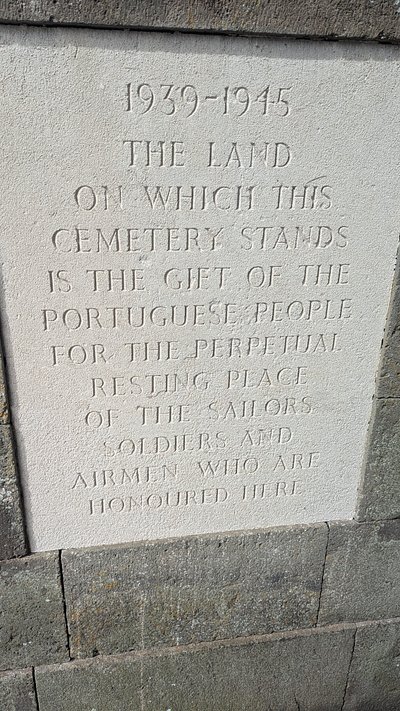 1939-1945
THE LAND
ON WHICH THIS
CEMETERY STANDS
IS THE GIFT OF THE
PORTUGUESE PEOPLE
FOR THE PERPETUAL
RESTING PLACE
OF THE SAILORS
SOLDIERS AND
AIRMEN WHO ARE
HONOURED HERE